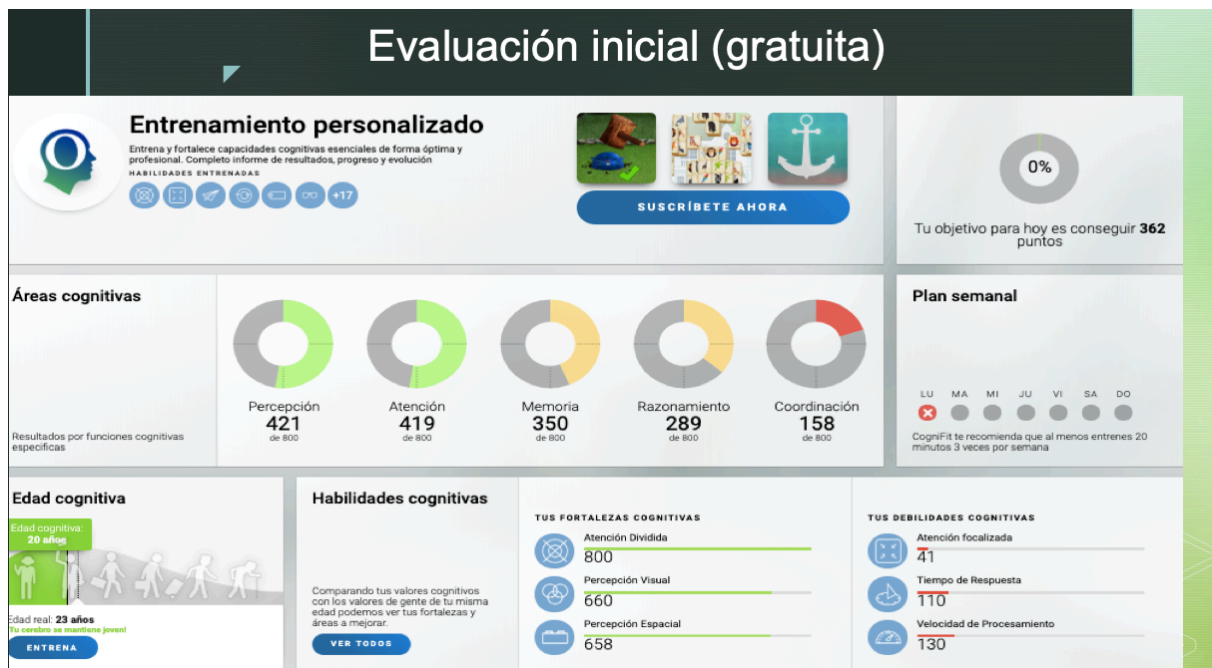 Evaluación inicial (gratuita)
Entrenamiento personalizado
Entrena y fortalece capacidades cognitivas esenciales de forma óptima y
profesional. Completo informe de resultados, progreso y evolución
HABILIDADES ENTRENADAS
+17
SUSCRÍBETE AHORA
0%
Tu objetivo para hoy es conseguir 362
puntos
Áreas cognitivas
Resultados por funciones cognitivas
especificas
Percepción
421
de 800
Atención
419
de 800
Memoria
350
de 800
Razonamiento
289
de 800
Coordinación
158
de 800
Plan semanal
LU MA MI JU VI SA DO
CogniFit te recomienda que al menos entrenes 20
minutos 3 veces por semana
Edad cognitiva
Edad cognitiva:
20 años
Edad real: 23 años
Tu cerebro se mantiene joven!
ENTRENA
Habilidades cognitivas
Comparando tus valores cognitivos
con los valores de gente de tu misma
edad podemos ver tus fortalezas y
áreas a mejorar.
VER TODOS
TUS FORTALEZAS COGNITIVAS
Atención Dividida
800
Percepción Visual
660
Percepción Espacial
658
TUS DEBILIDADES COGNITIVAS
Atención focalizada
41
Tiempo de Respuesta
110
Velocidad de Procesamiento
130